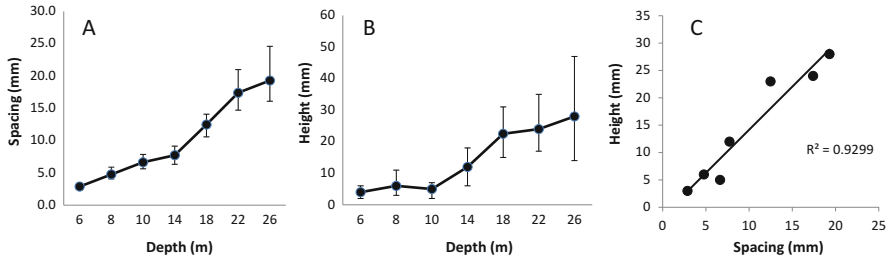 A
30.0
25.0
20.0
15.0
10.0
5.0
0.0
Spacing (mm)
6 8 10 14 18 22 26
Depth (m)
B
60
50
40
30
20
10
0
Height (mm)
6 8 10 14 18 22 26
Depth (m)
C
35
30
25
20
15
10
5
0
Height (mm)
R² = 0.9299
0 5 10 15 20 25
Spacing (mm)